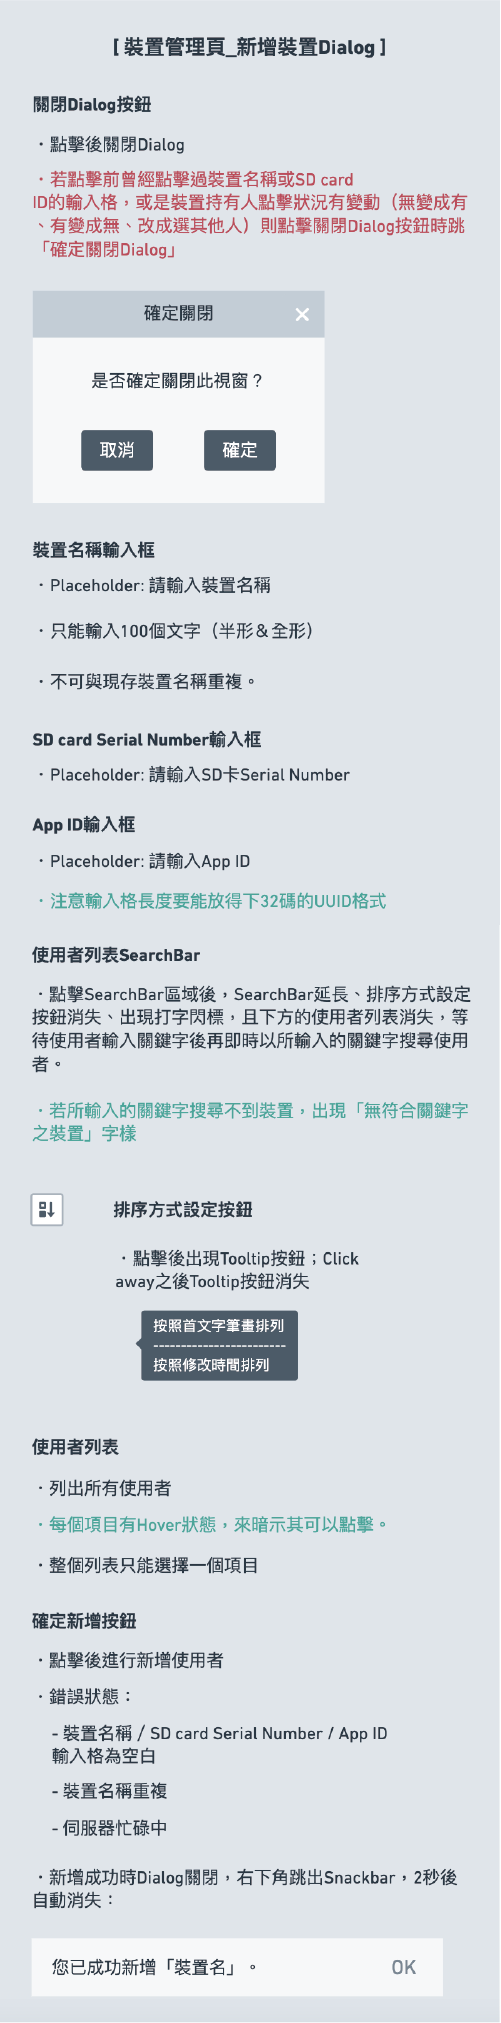 [ 裝置管理頁_新增裝置Dialog ]
關閉Dialog按鈕
・點擊後關閉Dialog
・若點擊前曾經點擊過裝置名稱或SD card
ID的輸入格，或是裝置持有人點擊狀況有變動（無變成有
、有變成無、改成選其他人）則點擊關閉Dialog按鈕時跳
「確定關閉Dialog」
確定關閉 ×
是否確定關閉此視窗？
取消 確定
裝置名稱輸入框
・Placeholder: 請輸入裝置名稱
・只能輸入100個文字（半形＆全形）
・不可與現存裝置名稱重複。
SD card Serial Number輸入框
・Placeholder: 請輸入SD卡Serial Number
App ID輸入框
・Placeholder: 請輸入App ID
・注意輸入格長度要能放得下32碼的UUID格式
使用者列表SearchBar
・點擊SearchBar區域後，SearchBar延長、排序方式設定
按鈕消失、出現打字閃標，且下方的使用者列表消失，等
待使用者輸入關鍵字後再即時以所輸入的關鍵字搜尋使用
者。
・若所輸入的關鍵字搜尋不到裝置，出現「無符合關鍵字
之裝置」字樣
排序方式設定按鈕
・點擊後出現Tooltip按鈕；Click
away之後Tooltip按鈕消失
按照首文字筆畫排列
------------------------
按照修改時間排列
使用者列表
・列出所有使用者
・每個項目有Hover狀態，來暗示其可以點擊。
・整個列表只能選擇一個項目
確定新增按鈕
・點擊後進行新增使用者
・錯誤狀態：
- 裝置名稱 / SD card Serial Number / App ID
輸入格為空白
- 裝置名稱重複
- 伺服器忙碌中
・新增成功時Dialog關閉，右下角跳出Snackbar，2秒後
自動消失：
您已成功新增「裝置名」。 OK